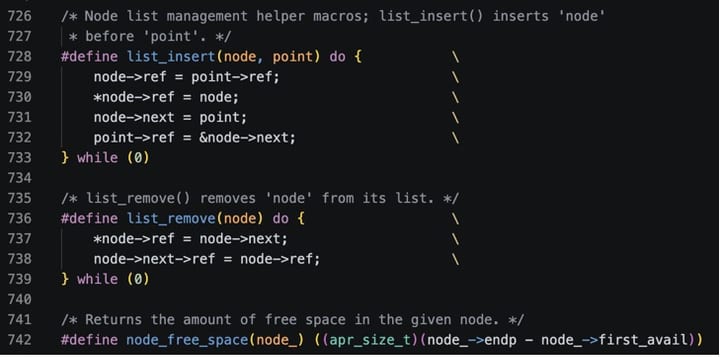 726 /* Node list management helper macros; list_insert() inserts 'node'
727  * before 'point'. */
728 #define list_insert(node, point) do {           \
729     node->ref = point->ref;                     \
730     *node->ref = node;                          \
731     node->next = point;                         \
732     point->ref = &node->next;                   \
733 } while (0)
734
735 /* list_remove() removes 'node' from its list. */
736 #define list_remove(node) do {                  \
737     *node->ref = node->next;                    \
738     node->next->ref = node->ref;                \
739 } while (0)
740
741 /* Returns the amount of free space in the given node. */
742 #define node_free_space(node_) ((apr_size_t)(node_->endp - node_->first_avail))